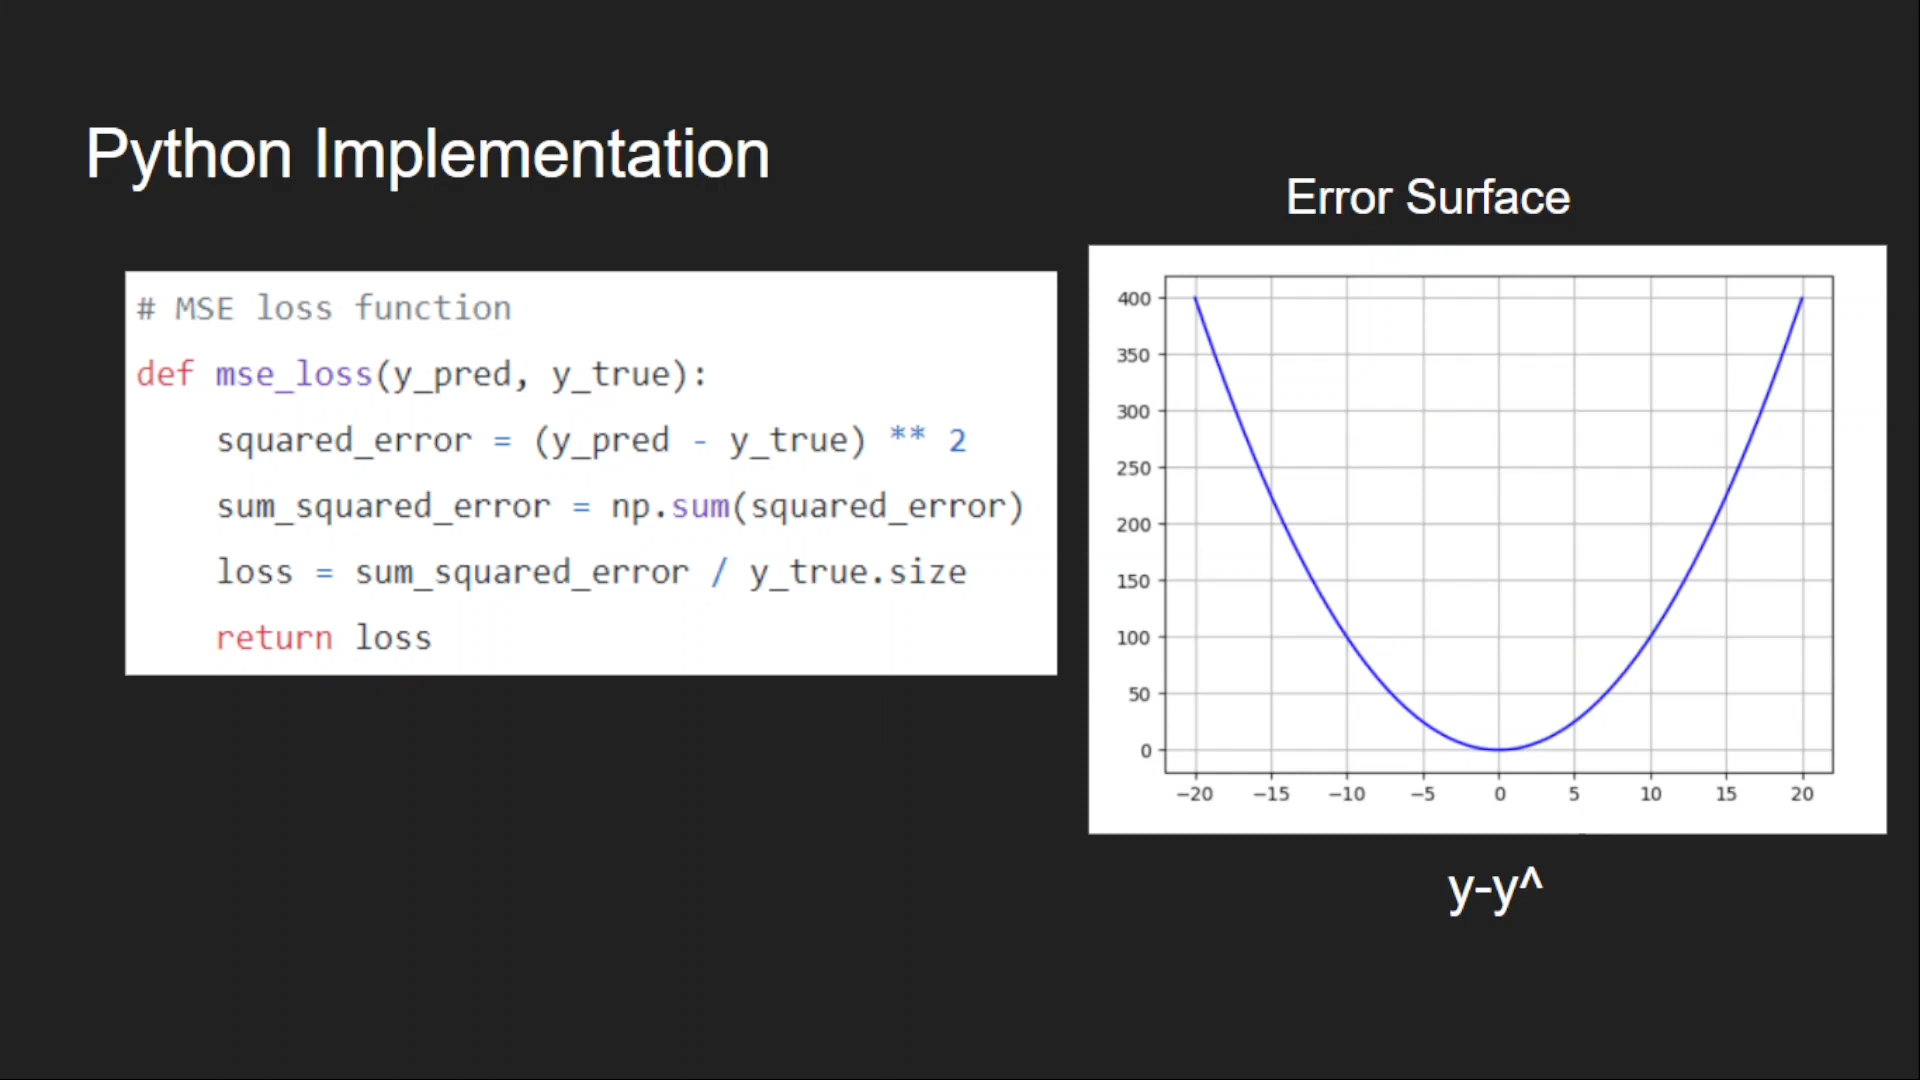 Python Implementation
# MSE loss function
def mse_loss(y_pred, y_true):
    squared_error = (y_pred - y_true) ** 2
    sum_squared_error = np.sum(squared_error)
    loss = sum_squared_error / y_true.size
    return loss
Error Surface
400
350
300
250
200
150
100
50
0
−20 −15 −10 −5 0 5 10 15 20
y-y^